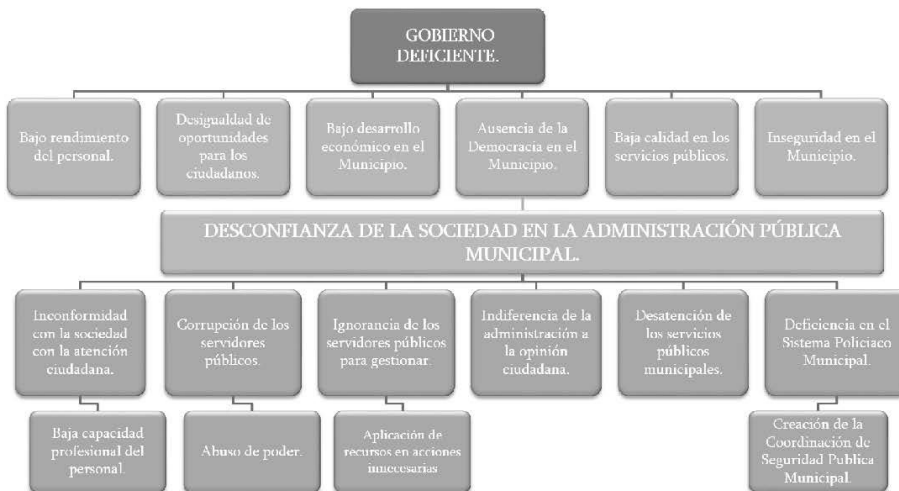 GOBIERNO
DEFICIENTE.
Bajo rendimiento
del personal.
Desigualdad de
oportunidades
para los
ciudadanos.
Bajo desarrollo
económico en el
Municipio.
Ausencia de la
Democracia en el
Municipio.
Baja calidad en los
servicios públicos.
Inseguridad en el
Municipio.
DESCONFIANZA DE LA SOCIEDAD EN LA ADMINISTRACIÓN PÚBLICA
MUNICIPAL.
Inconformidad
con la sociedad
con la atención
ciudadana.
Corrupción de los
servidores
públicos.
Ignorancia de los
servidores públicos
para gestionar.
Indiferencia de la
administración a
la opinión
ciudadana.
Desatención de
los servicios
públicos
municipales.
Deficiencia en el
Sistema Policiaco
Municipal.
Baja capacidad
profesional del
personal.
Abuso de poder.
Aplicación de
recursos en acciones
innecesarias
Creación de la
Coordinación de
Seguridad Publica
Municipal.